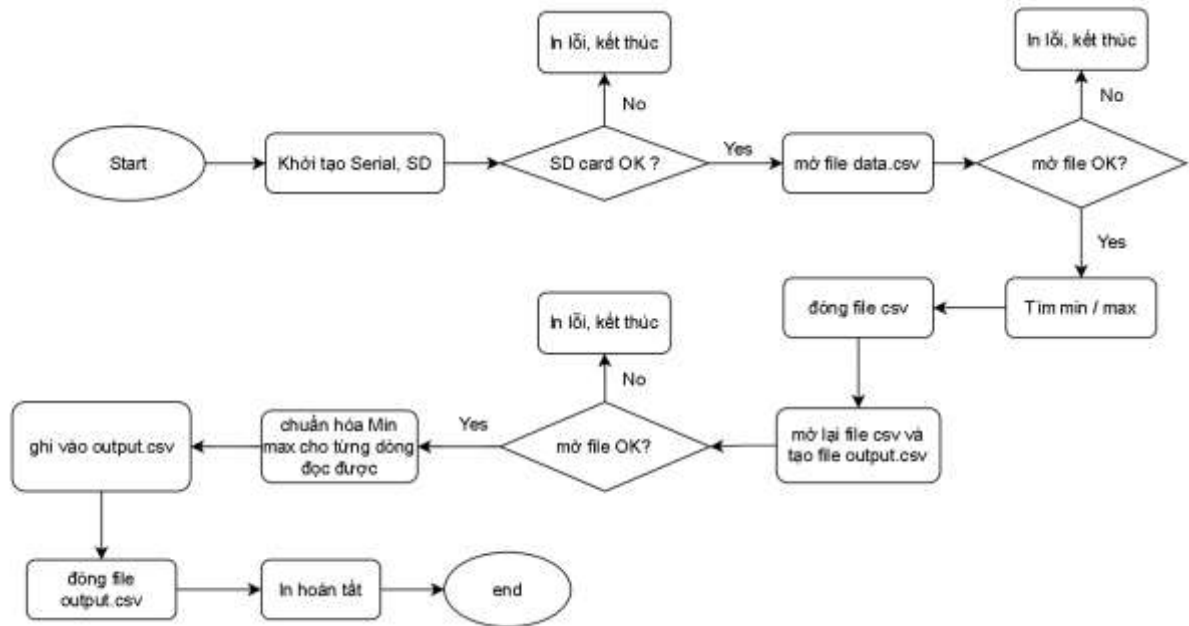 In lỗi, kết thúc
In lỗi, kết thúc
No
No
Start
Khởi tạo Serial, SD
SD card OK ?
Yes
mở file data.csv
mở file OK?
Yes
In lỗi, kết thúc
đóng file csv
Tìm min / max
No
ghi vào output.csv
chuẩn hóa Min
max cho từng dòng
đọc được
Yes
mở file OK?
mở lại file csv và
tạo file output.csv
đóng file
output.csv
In hoàn tất
end